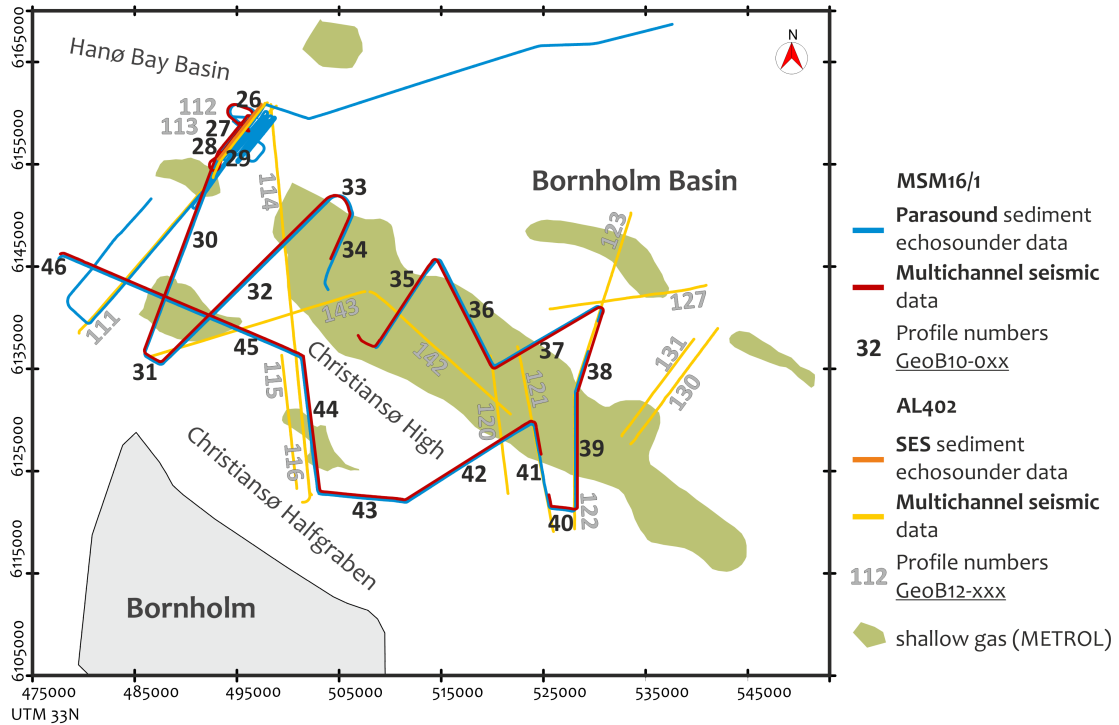 6165000
6155000
6145000
6135000
6125000
6115000
6105000
475000
485000
495000
505000
515000
525000
535000
545000
UTM 33N
N
Hanø Bay Basin
Bornholm Basin
Christiansø High
Christiansø Halfgraben
Bornholm
26
112
27
113
28
29
114
33
30
34
123
46
35
32
36
127
143
111
37
131
45
142
38
31
121
115
130
44
120
39
116
42
41
122
43
40
MSM16/1
Parasound sediment
echosounder data
Multichannel seismic
data
32 Profile numbers
GeoB10-0xx
AL402
SES sediment
echosounder data
Multichannel seismic
data
112 Profile numbers
GeoB12-xxx
shallow gas (METROL)